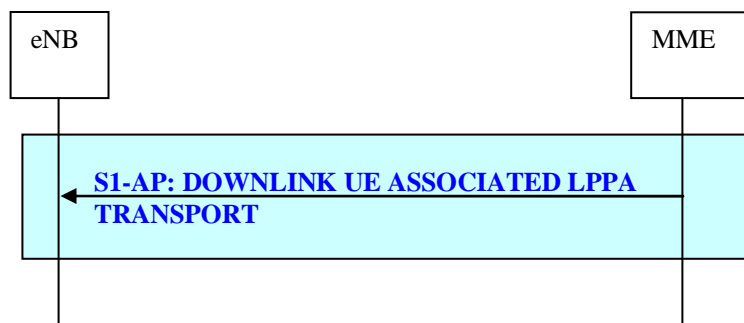 eNB
MME
S1-AP: DOWNLINK UE ASSOCIATED LPPA
TRANSPORT